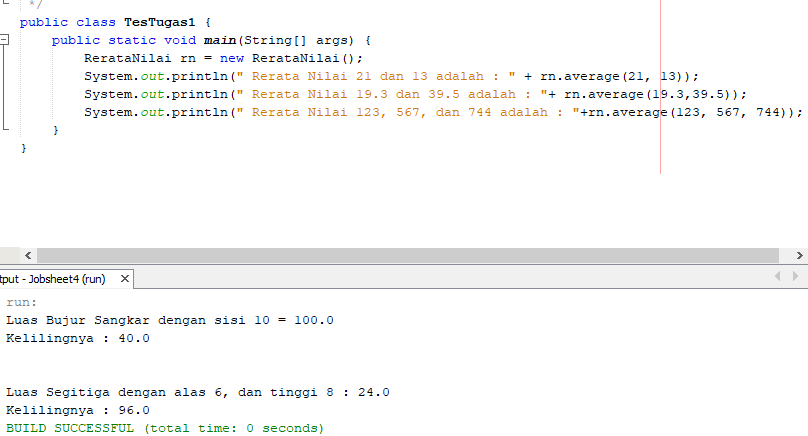 */
public class TesTugas1 {
public static void main(String[] args) {
RerataNilai rn = new RerataNilai();
System.out.println(" Rerata Nilai 21 dan 13 adalah : " + rn.average(21, 13));
System.out.println(" Rerata Nilai 19.3 dan 39.5 adalah : "+ rn.average(19.3,39.5));
System.out.println(" Rerata Nilai 123, 567, dan 744 adalah : "+rn.average(123, 567, 744));
}
}
tput - Jobsheet4 (run)
run:
Luas Bujur Sangkar dengan sisi 10 = 100.0
Kelilingnya : 40.0
Luas Segitiga dengan alas 6, dan tinggi 8 : 24.0
Kelilingnya : 96.0
BUILD SUCCESSFUL (total time: 0 seconds)